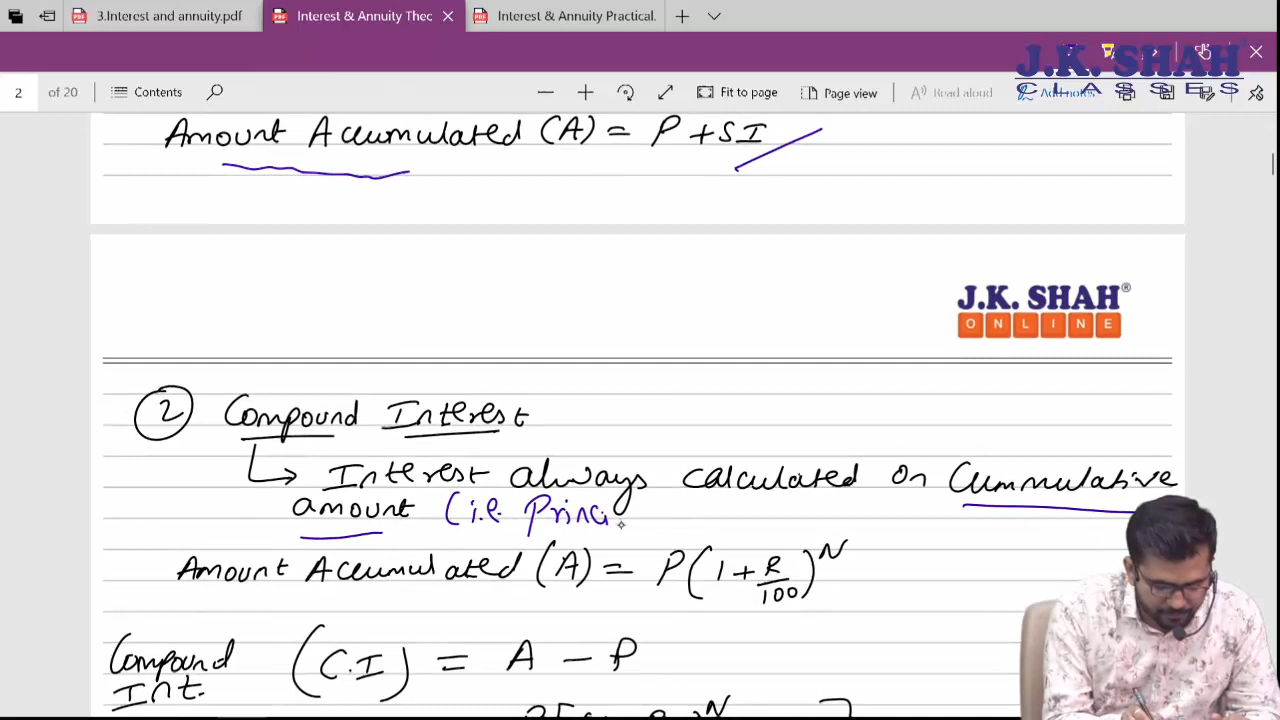 3.Interest and annuity.pdf
Interest & Annuity Thec
Interest & Annuity Practical.
J.K. SHAH
CLASSES
2 of 20
Contents
Fit to page
Page view
Read aloud
Amount Accumulated (A) = P + SI
J.K. SHAH®
ONLINE
2 Compound Interest
Interest always calculated on Cummulative
amount (i.e. Princi
Amount Accumulated (A) = P(1 + R/100)^N
Compound Int. (C.I) = A - P